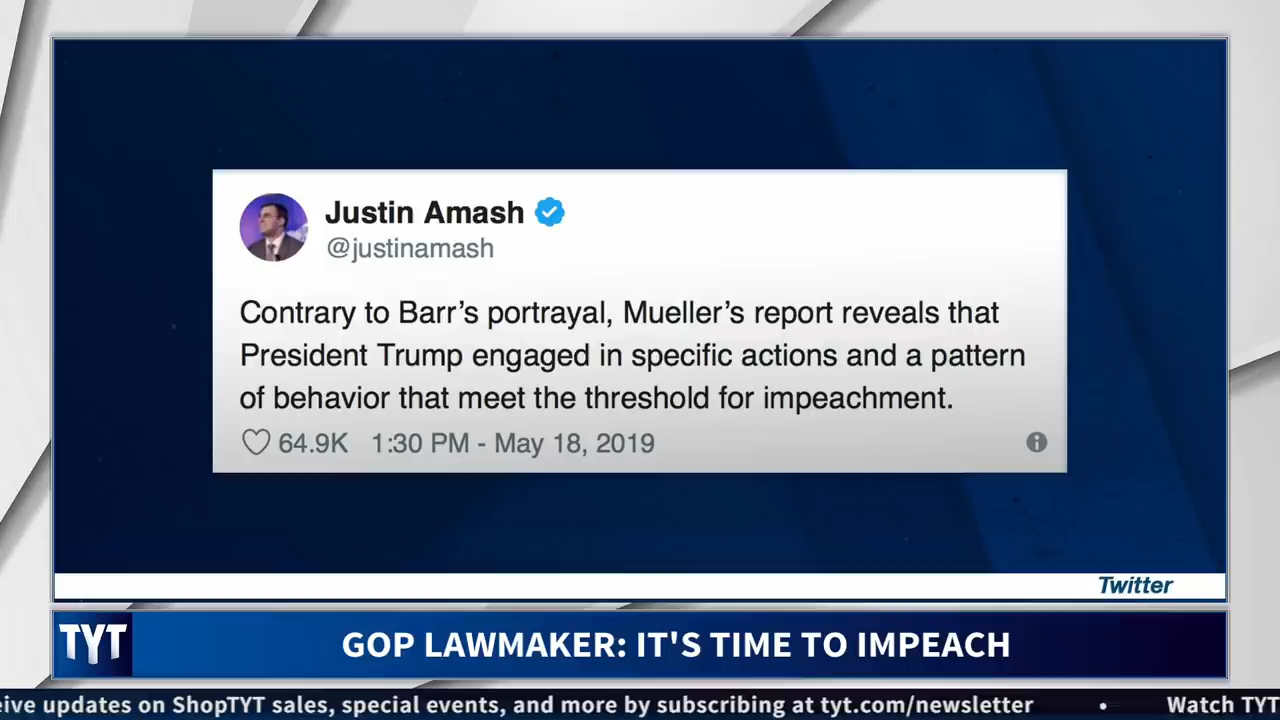 Justin Amash
@justinamash
Contrary to Barr’s portrayal, Mueller’s report reveals that
President Trump engaged in specific actions and a pattern
of behavior that meet the threshold for impeachment.
64.9K 1:30 PM - May 18, 2019
Twitter
TYT
GOP LAWMAKER: IT'S TIME TO IMPEACH
eive updates on ShopTYT sales, special events, and more by subscribing at tyt.com/newsletter • Watch TYT